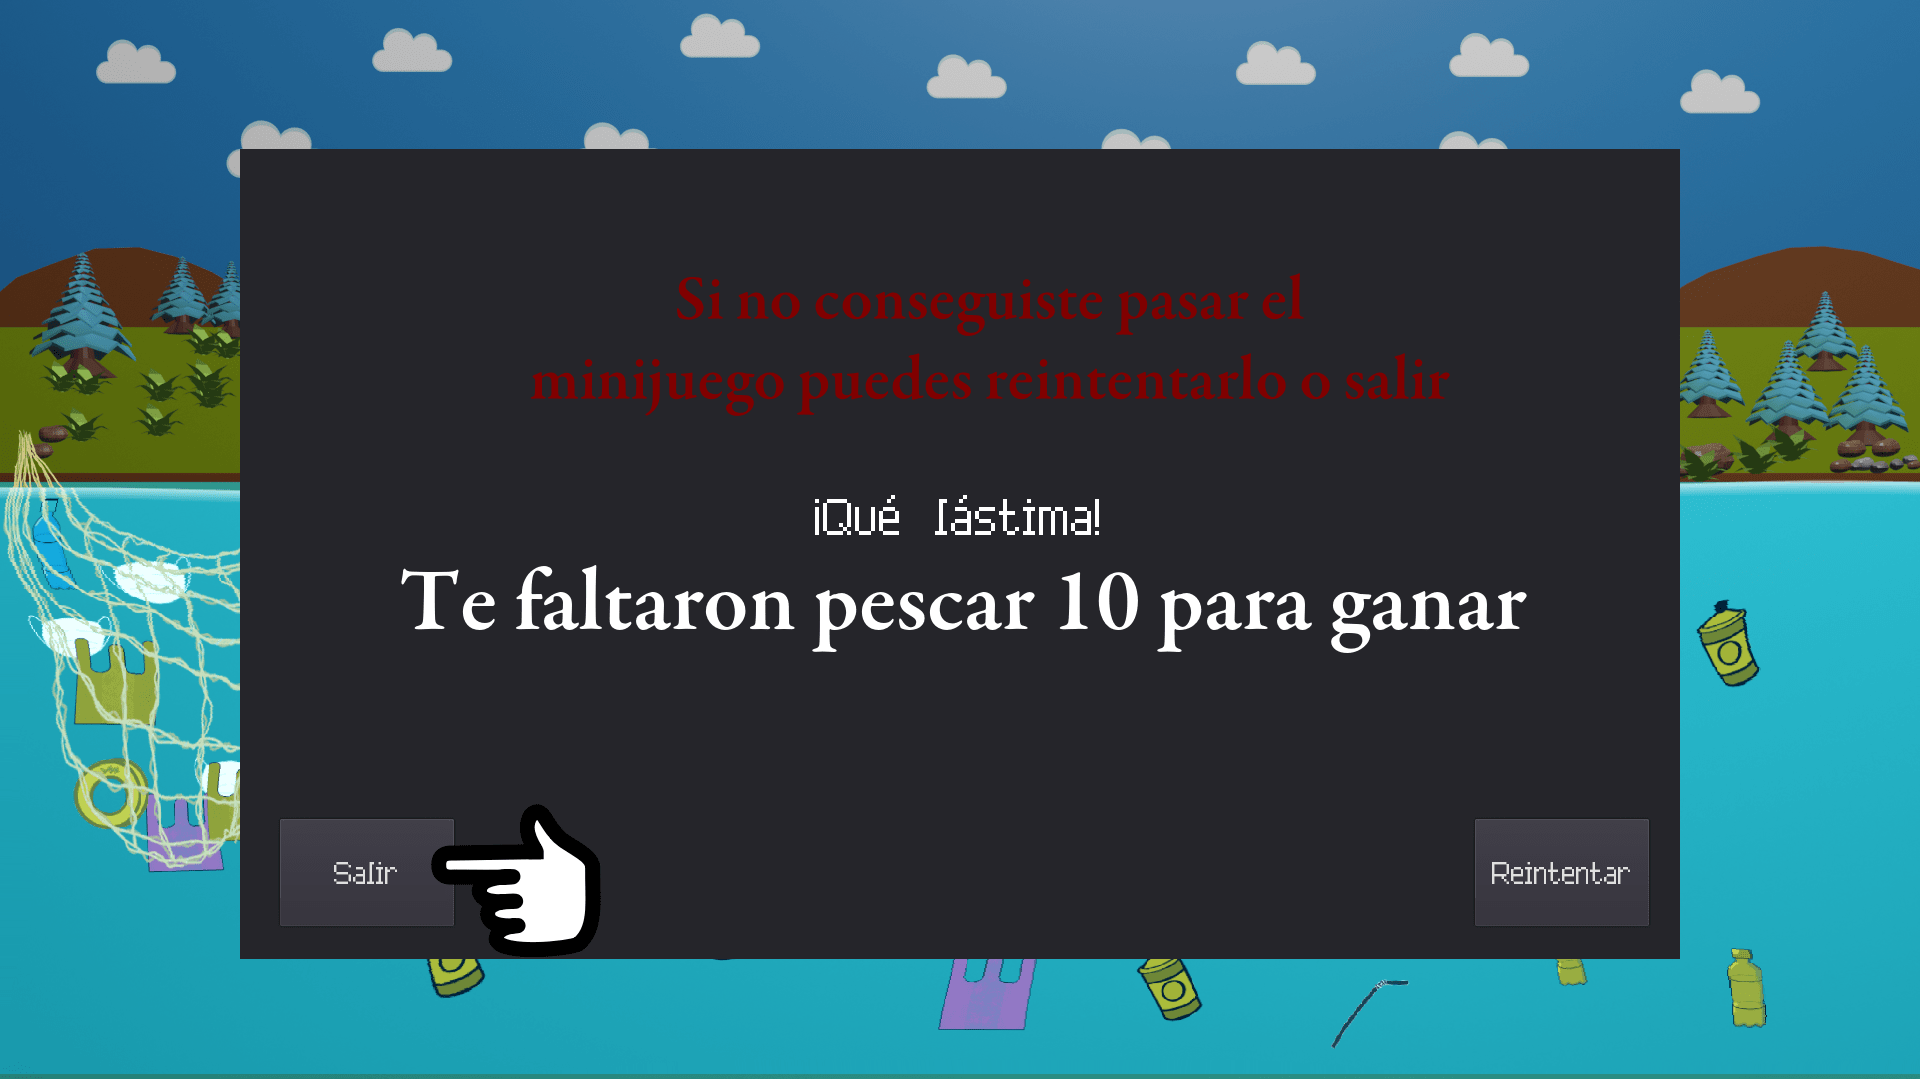 Si no conseguiste pasar el
minijuego puedes reintentarlo o salir
¡Qué lástima!
Te faltaron pescar 10 para ganar
Salir
Reintentar